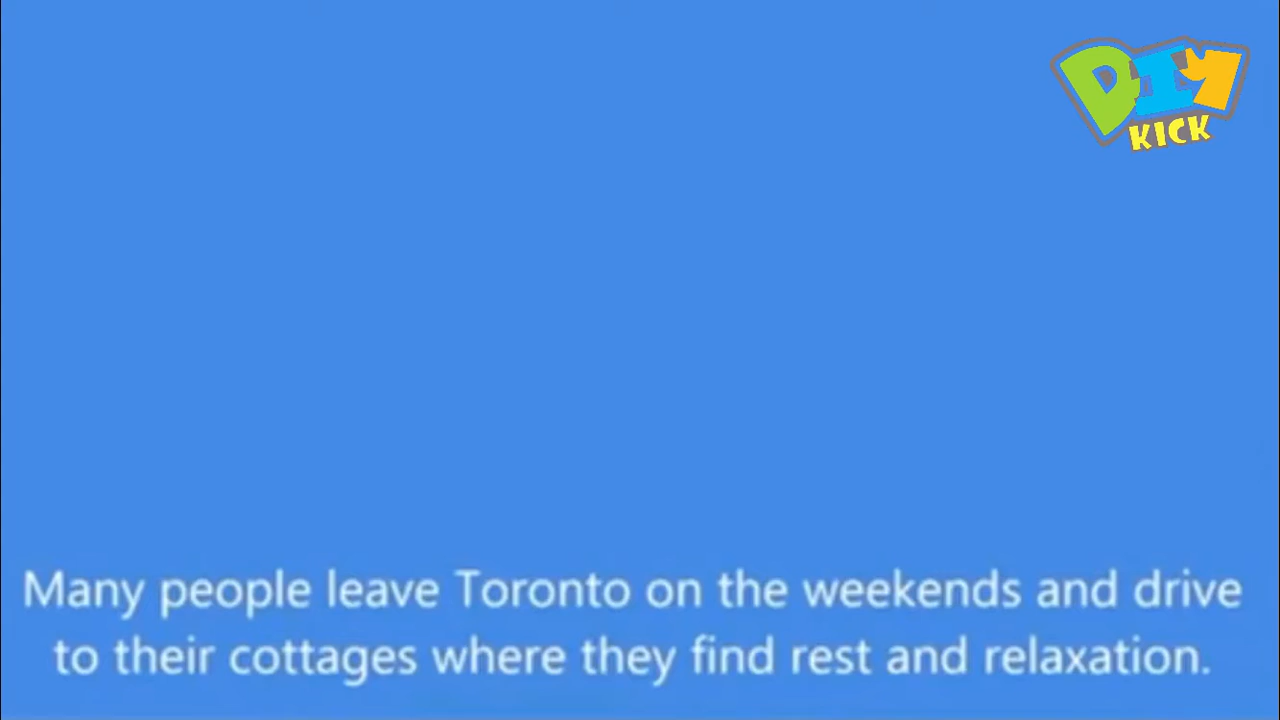 DIY
KICK
Many people leave Toronto on the weekends and drive
to their cottages where they find rest and relaxation.